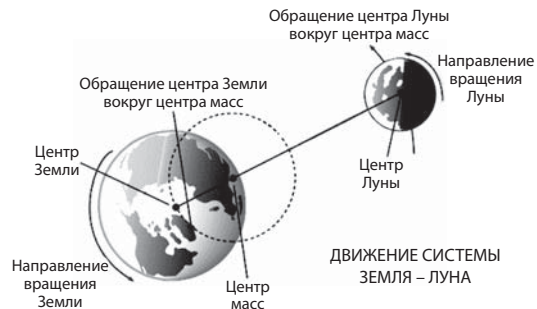 Обращение центра Луны
вокруг центра масс
Направление
вращения
Луны
Обращение центра Земли
вокруг центра масс
Центр
Земли
Центр
Луны
ДВИЖЕНИЕ СИСТЕМЫ
ЗЕМЛЯ – ЛУНА
Направление
вращения
Земли
Центр
масс